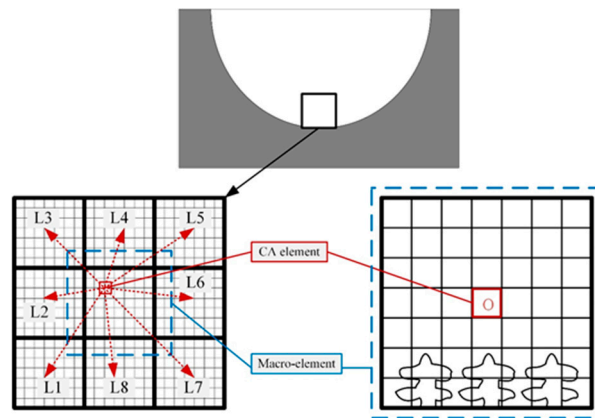 L3 L4 L5
CA element
L6
L2
O
Macro-element
L1 L8 L7